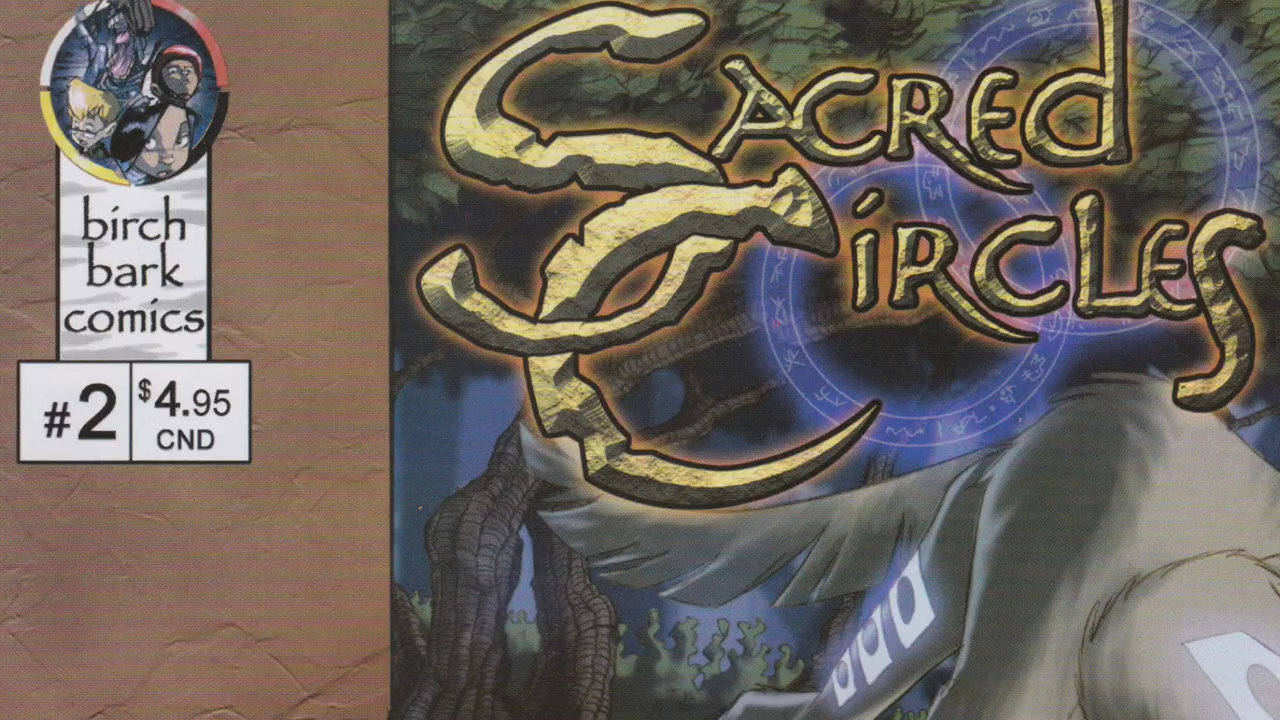 birch
bark
comics
#2
$4.95
CND
SACRED
CIRCLES